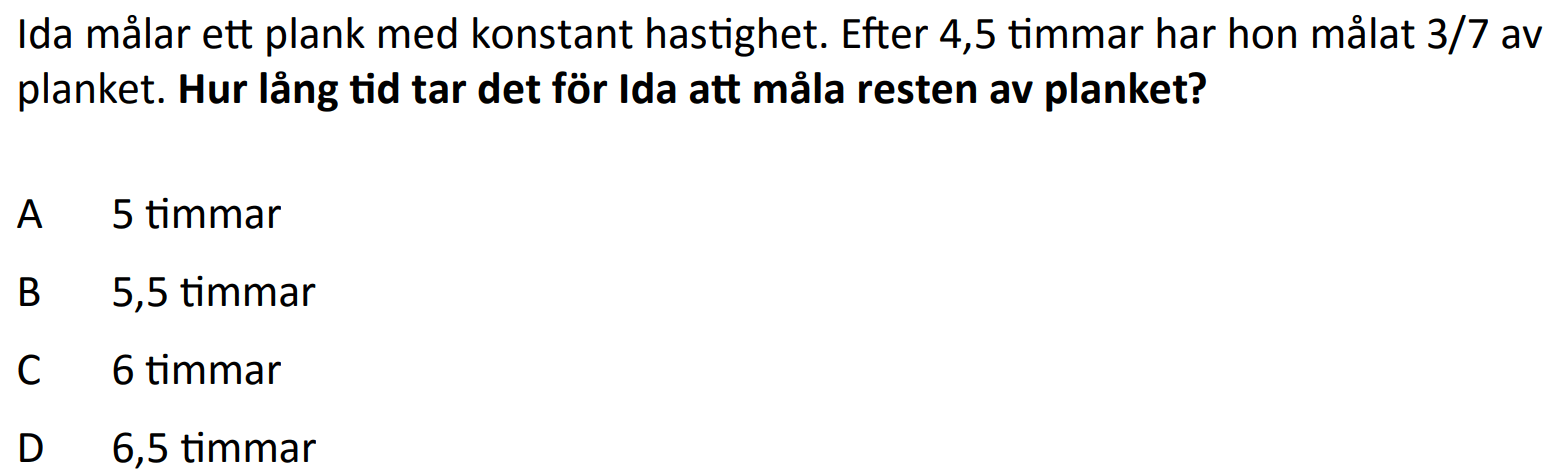 Ida målar ett plank med konstant hastighet. Efter 4,5 timmar har hon målat 3/7 av
planket. Hur lång tid tar det för Ida att måla resten av planket?
A 5 timmar
B 5,5 timmar
C 6 timmar
D 6,5 timmar